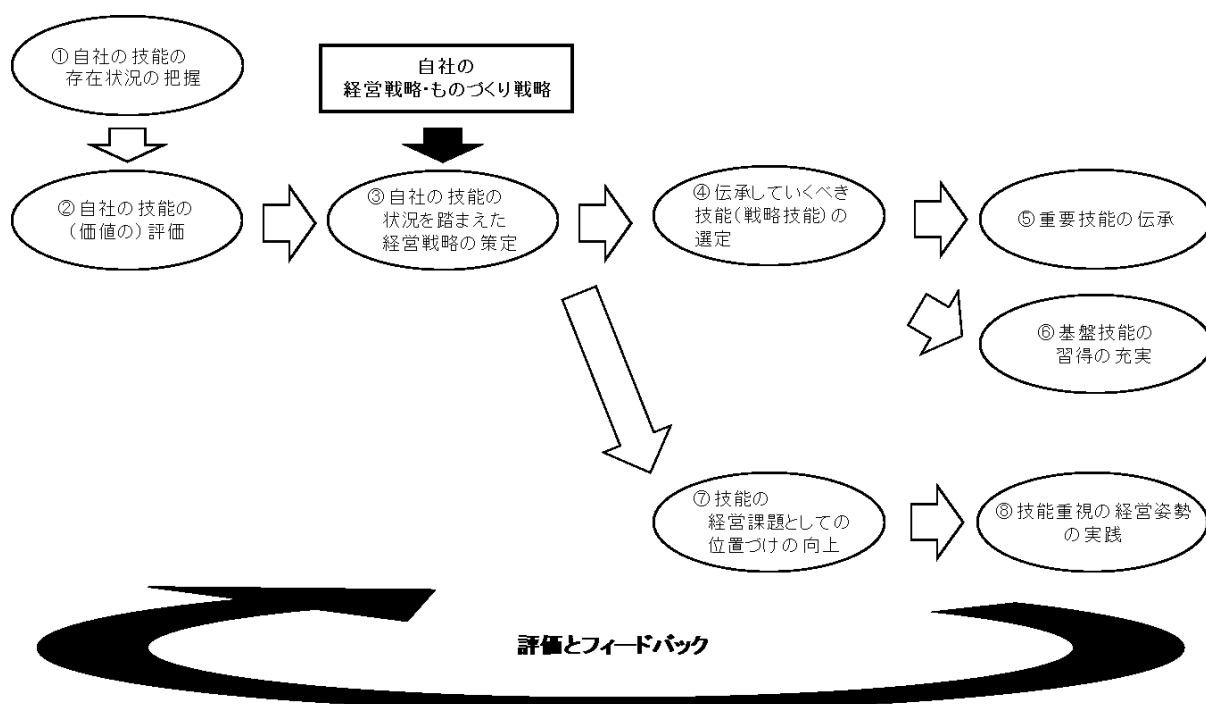 ①自社の技能の
存在状況の把握
自社の
経営戦略・ものづくり戦略
②自社の技能の
(価値の)評価
③自社の技能の
状況を踏まえた
経営戦略の策定
④伝承していくべき
技能(戦略技能)の
選定
⑤重要技能の伝承
⑥基盤技能の
習得の充実
⑦技能の
経営課題としての
位置づけの向上
⑧技能重視の経営姿勢
の実践
評価とフィードバック